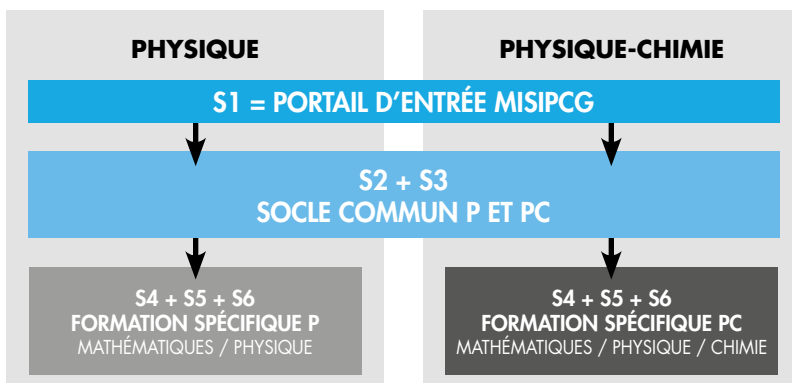 PHYSIQUE
PHYSIQUE-CHIMIE
S1 = PORTAIL D’ENTRÉE MISIPCG
S2 + S3
SOCLE COMMUN P ET PC
S4 + S5 + S6
FORMATION SPÉCIFIQUE P
MATHÉMATIQUES / PHYSIQUE
S4 + S5 + S6
FORMATION SPÉCIFIQUE PC
MATHÉMATIQUES / PHYSIQUE / CHIMIE